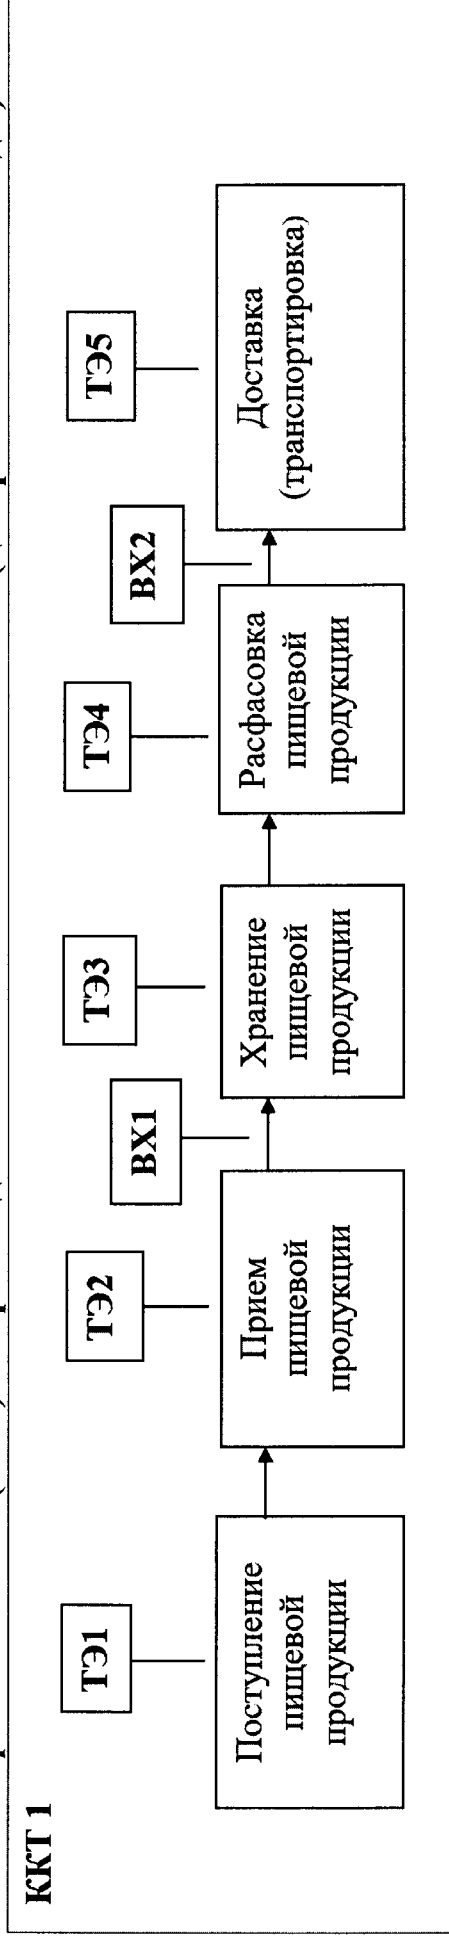 ККТ 1
ТЭ1
ТЭ2
ВХ1
ТЭ3
ТЭ4
ВХ2
ТЭ5
Поступление
пищевой
продукции
Прием
пищевой
продукции
Хранение
пищевой
продукции
Расфасовка
пищевой
продукции
Доставка
(транспортировка)